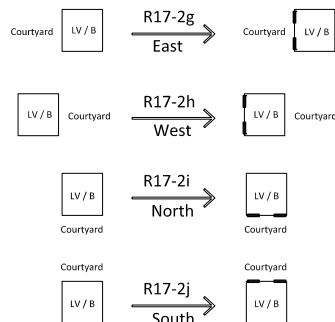 R17-2g
Courtyard LV / B Courtyard LV / B
East
R17-2h
LV / B Courtyard LV / B Courtyard
West
R17-2i
LV / B LV / B
North
Courtyard Courtyard
Courtyard Courtyard
R17-2j
LV / B LV / B
South